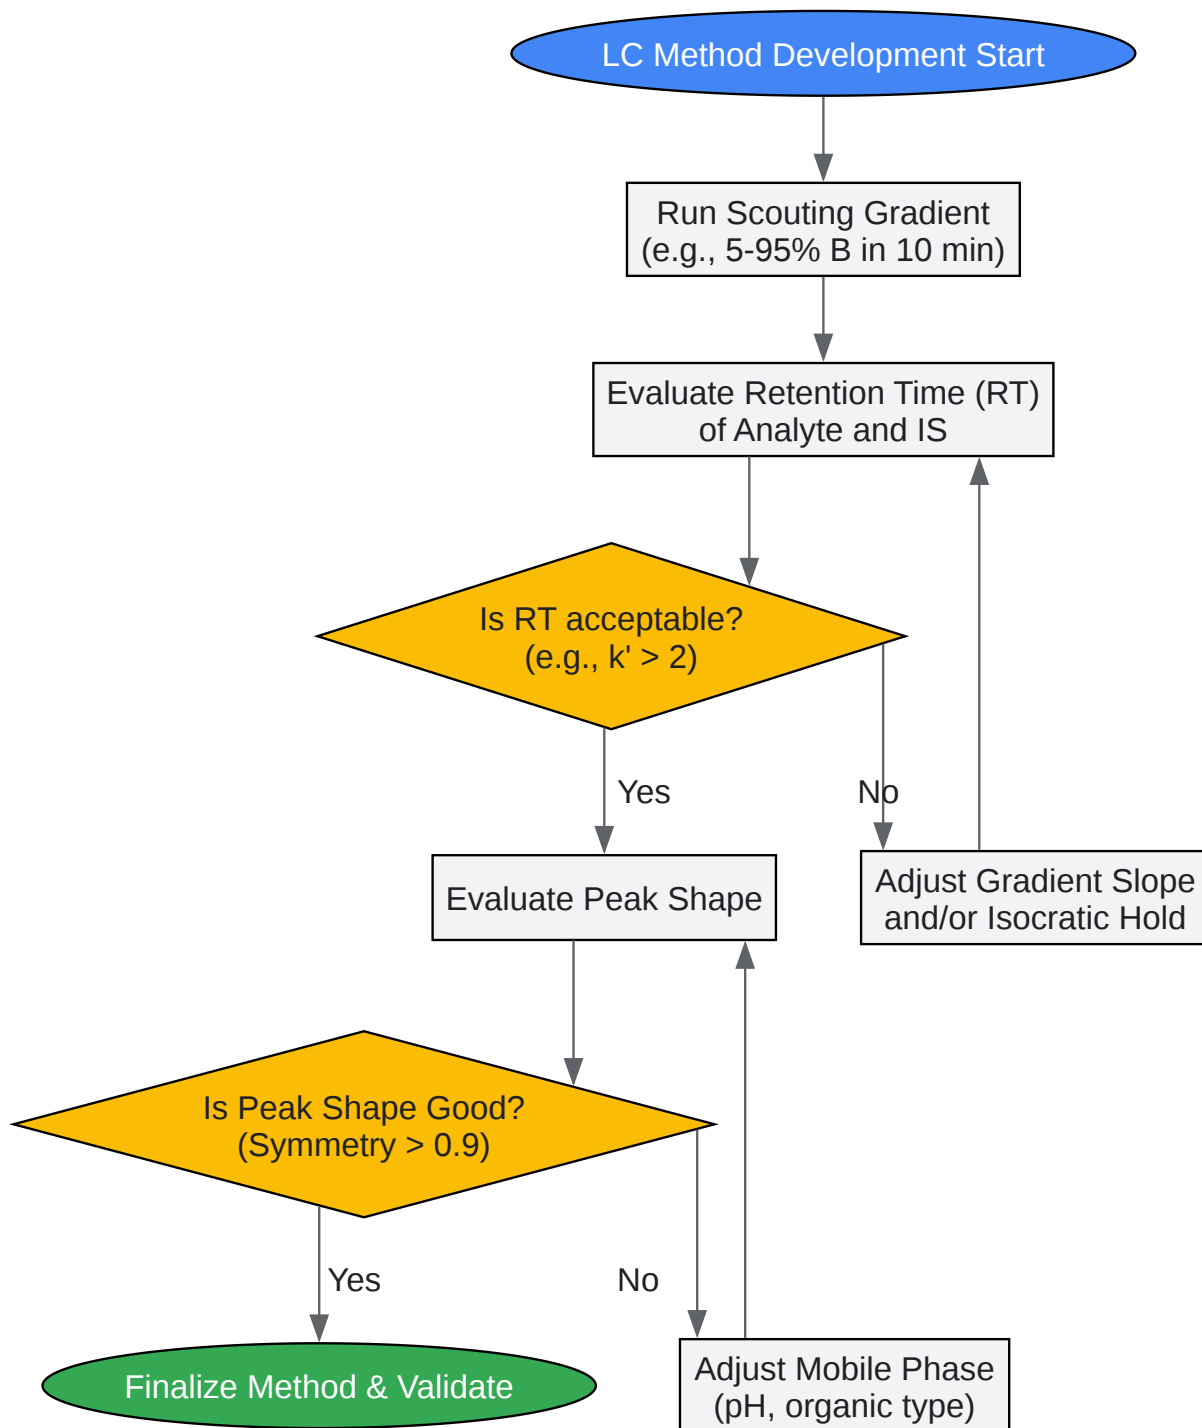 LC Method Development Start
Run Scouting Gradient
(e.g., 5-95% B in 10 min)
Evaluate Retention Time (RT)
of Analyte and IS
Is RT acceptable?
(e.g., k' > 2)
Yes
No
Evaluate Peak Shape
Adjust Gradient Slope
and/or Isocratic Hold
Is Peak Shape Good?
(Symmetry > 0.9)
Yes
No
Finalize Method & Validate
Adjust Mobile Phase
(pH, organic type)